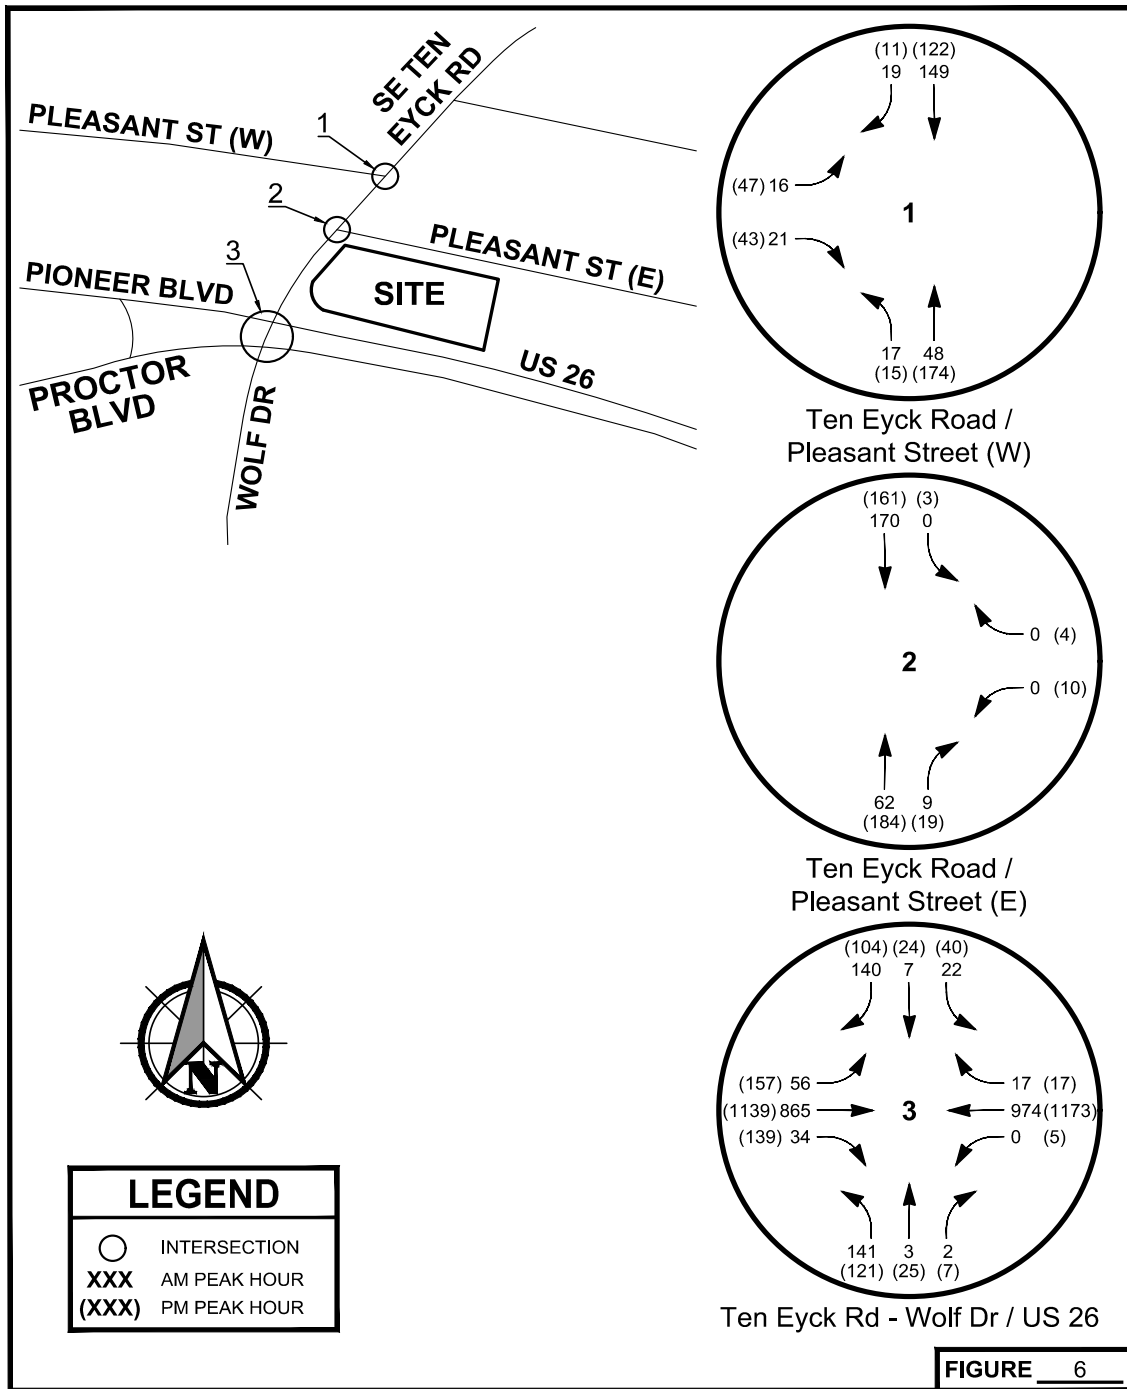 SE TEN
EYCK RD
PLEASANT ST (W)
1
2
PLEASANT ST (E)
3
PIONEER BLVD
SITE
US 26
PROCTOR
BLVD
WOLF DR
(11) (122)
19 149
(47) 16
1
(43) 21
17 48
(15) (174)
Ten Eyck Road /
Pleasant Street (W)
(161) (3)
170 0
0 (4)
2
0 (10)
62 9
(184) (19)
Ten Eyck Road /
Pleasant Street (E)
(104) (24) (40)
140 7 22
(157) 56 17 (17)
(1139) 865 3 974 (1173)
(139) 34 0 (5)
141 3 2
(121) (25) (7)
Ten Eyck Rd - Wolf Dr / US 26
N
LEGEND
INTERSECTION
XXX AM PEAK HOUR
(XXX) PM PEAK HOUR
FIGURE 6